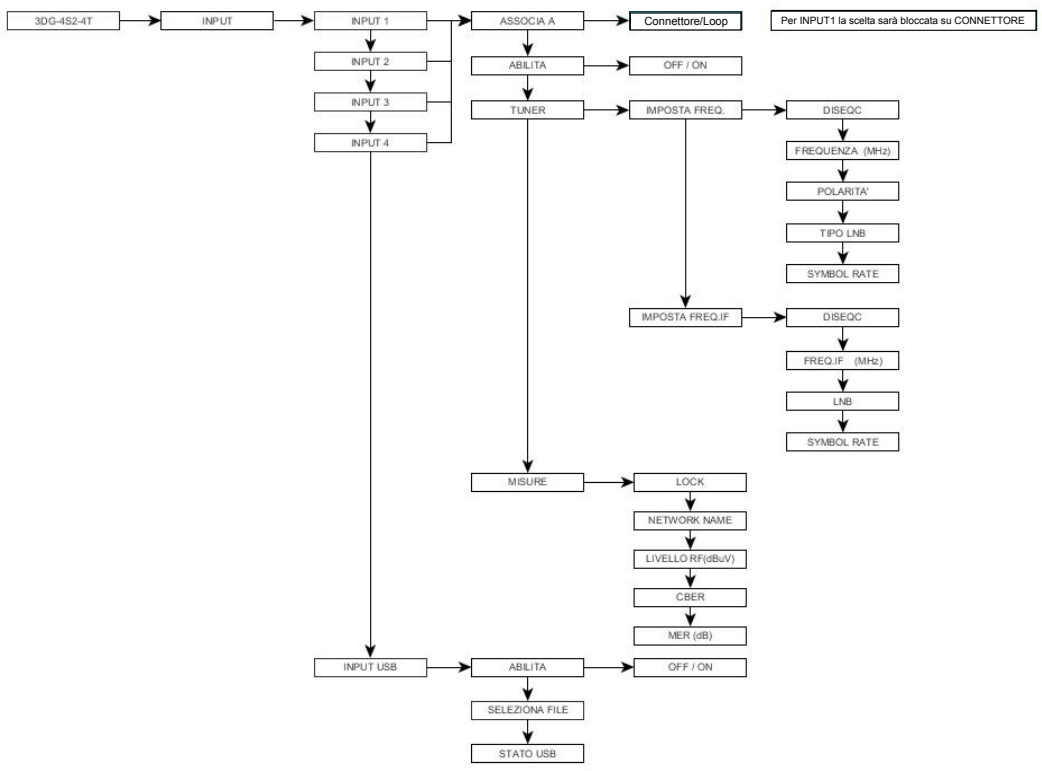 3DG-4S2-4T
INPUT
INPUT 1
ASSOCIA A
Connettore/Loop
Per INPUT1 la scelta sarà bloccata su CONNETTORE
INPUT 2
ABILITA
OFF / ON
INPUT 3
TUNER
IMPOSTA FREQ.
DISEQC
INPUT 4
FREQUENZA (MHz)
POLARITA'
TIPO LNB
SYMBOL RATE
IMPOSTA FREQ.IF
DISEQC
FREQ.IF (MHz)
LNB
SYMBOL RATE
MISURE
LOCK
NETWORK NAME
LIVELLO RF(dBuV)
CBER
MER (dB)
INPUT USB
ABILITA
OFF / ON
SELEZIONA FILE
STATO USB